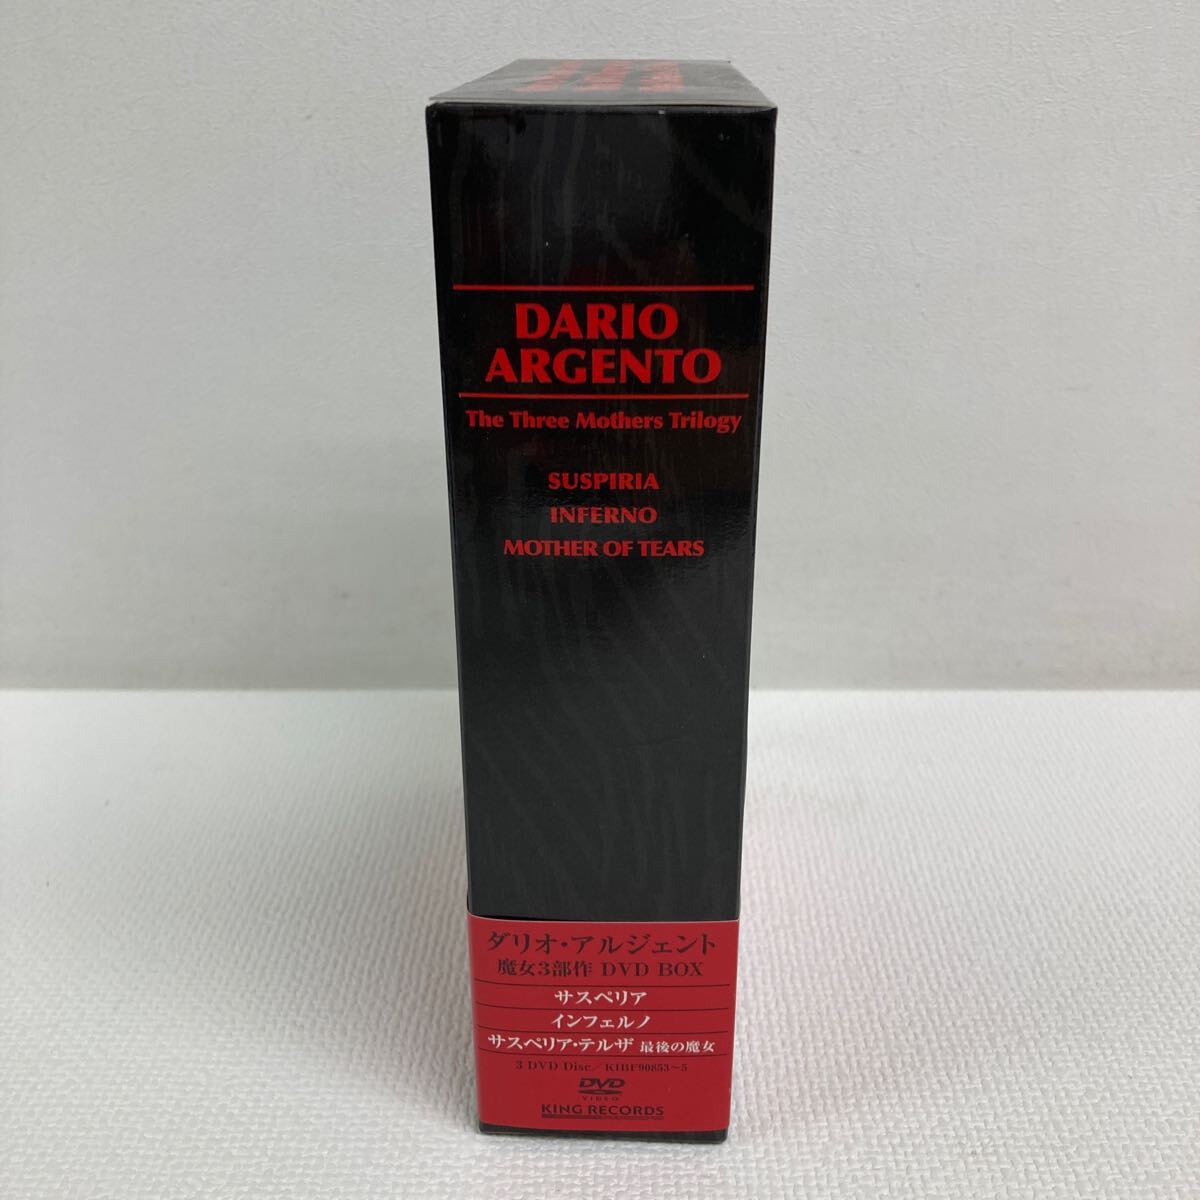 DARIO
ARGENTO
The Three Mothers Trilogy
SUSPIRIA
INFERNO
MOTHER OF TEARS
ダリオ・アルジェント
魔女3部作 DVD BOX
サスペリア
インフェルノ
サスペリア・テルザ 最後の魔女
3 DVD Disc/KIBF90853~5
DVD
VIDEO
KING RECORDS